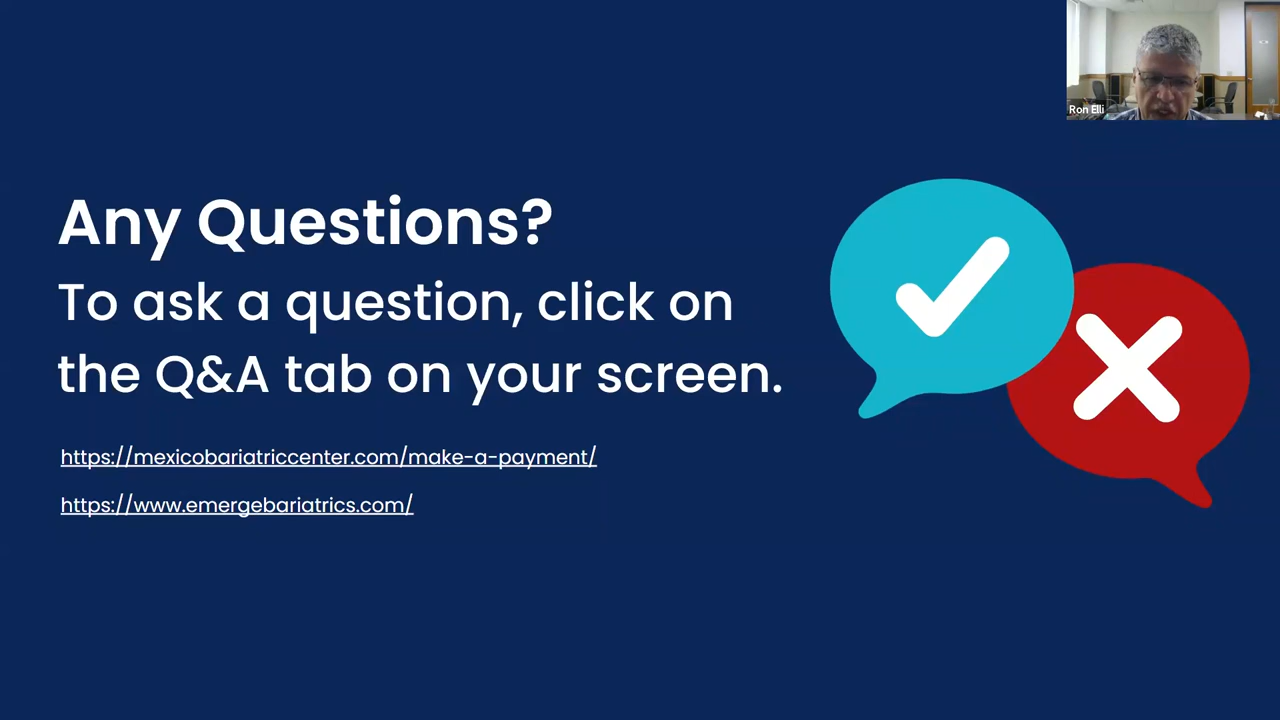 Ron Elli
Any Questions?
To ask a question, click on
the Q&A tab on your screen.
https://mexicobariatriccenter.com/make-a-payment/
https://www.emergebariatrics.com/